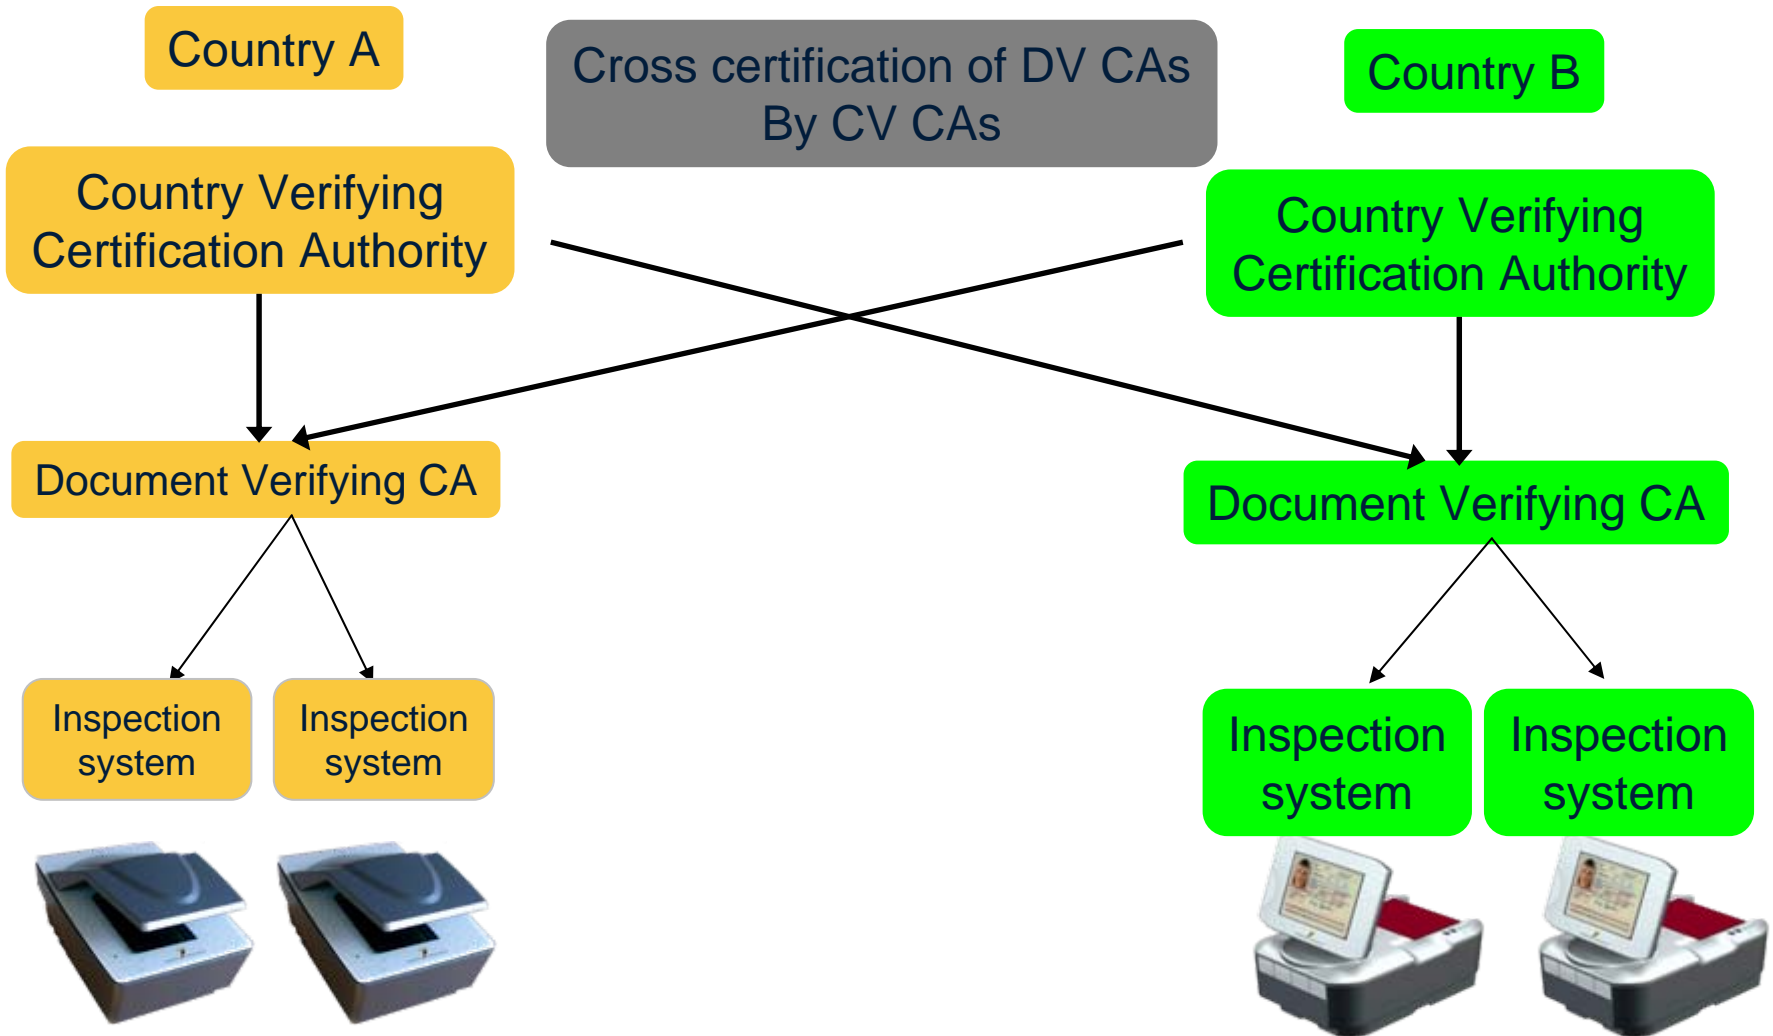 Country A
Cross certification of DV CAs
By CV CAs
Country B
Country Verifying
Certification Authority
Country Verifying
Certification Authority
Document Verifying CA
Document Verifying CA
Inspection
system
Inspection
system
Inspection
system
Inspection
system